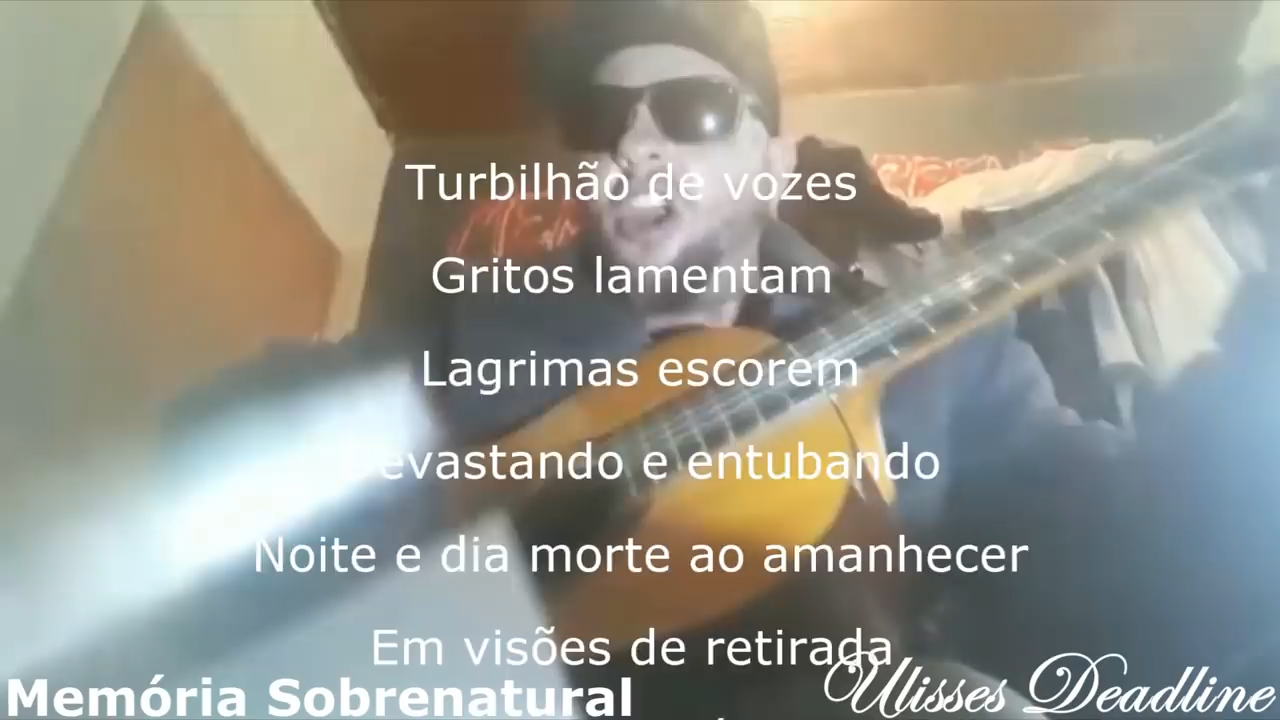 Turbilhão de vozes
Gritos lamentam
Lagrimas escorem
Devastando e entubando
Noite e dia morte ao amanhecer
Em visões de retirada
Memória Sobrenatural
Ulisses Deadline